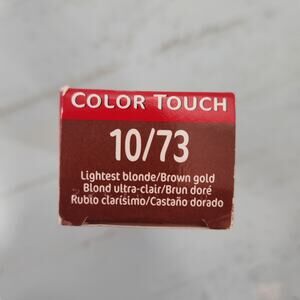 COLOR TOUCH
10/73
Lightest blonde/Brown gold
Blond ultra-clair/Brun doré
Rubio clarísimo/Castaño dorado